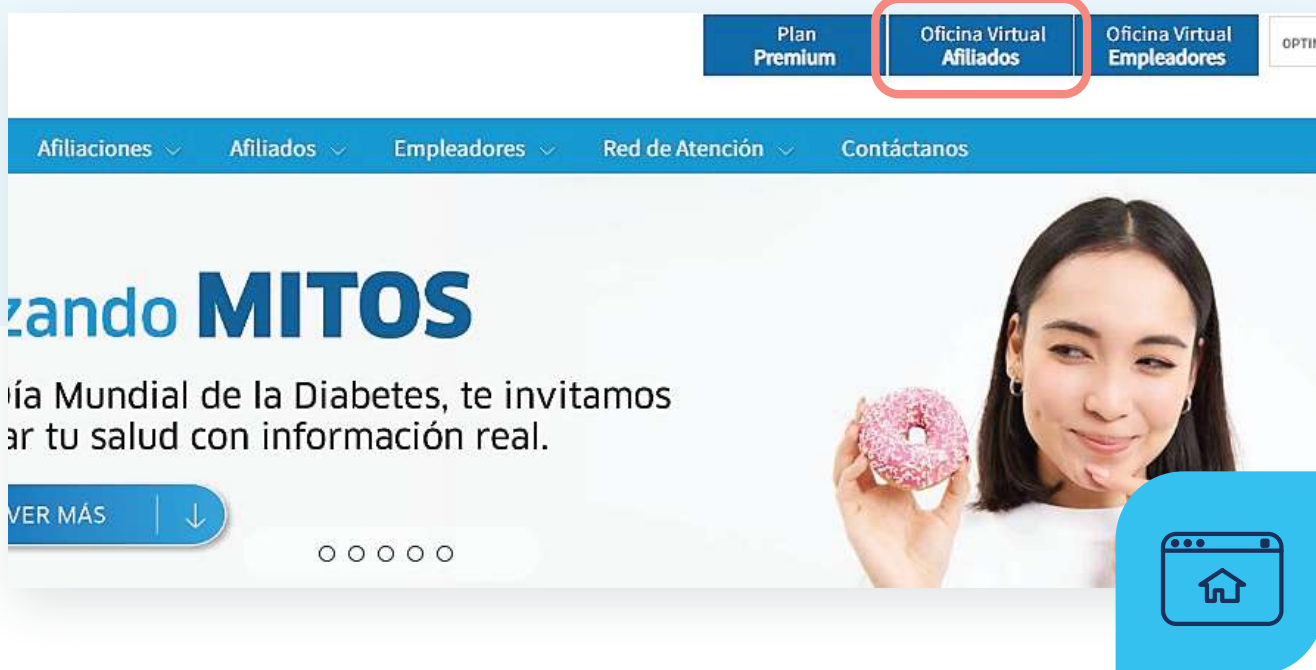 Plan
Premium
Oficina Virtual
Afiliados
Oficina Virtual
Empleadores
Afiliaciones
Afiliados
Empleadores
Red de Atención
Contáctanos
zando MITOS
ía Mundial de la Diabetes, te invitamos
ar tu salud con información real.
VER MÁS